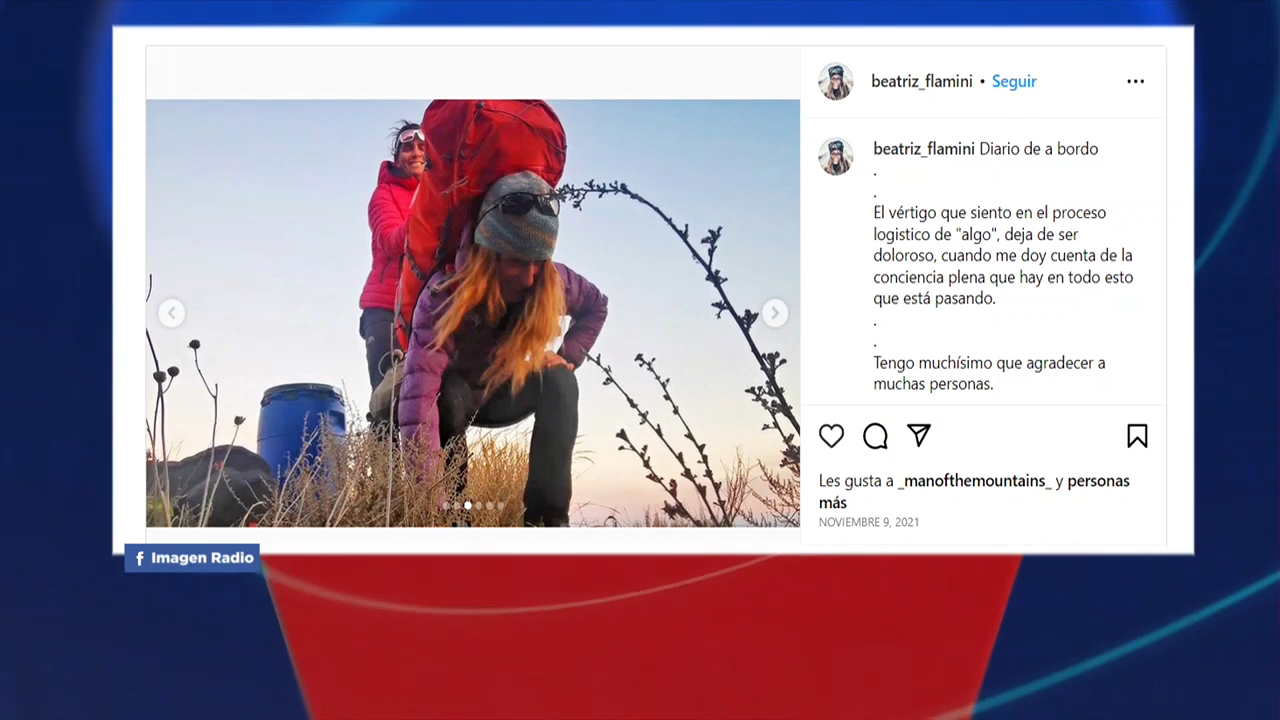 beatriz_flamini • Seguir
beatriz_flamini Diario de a bordo
.
.
El vértigo que siento en el proceso
logistico de "algo", deja de ser
doloroso, cuando me doy cuenta de la
conciencia plena que hay en todo esto
que está pasando.
.
.
Tengo muchísimo que agradecer a
muchas personas.
Les gusta a _manofthemountains_ y personas
más
NOVIEMBRE 9, 2021
f Imagen Radio